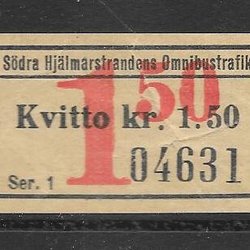 Södra Hjälmarstrandens Omnibustrafik
1 50
Kvitto kr. 1.50
04631
Ser. 1